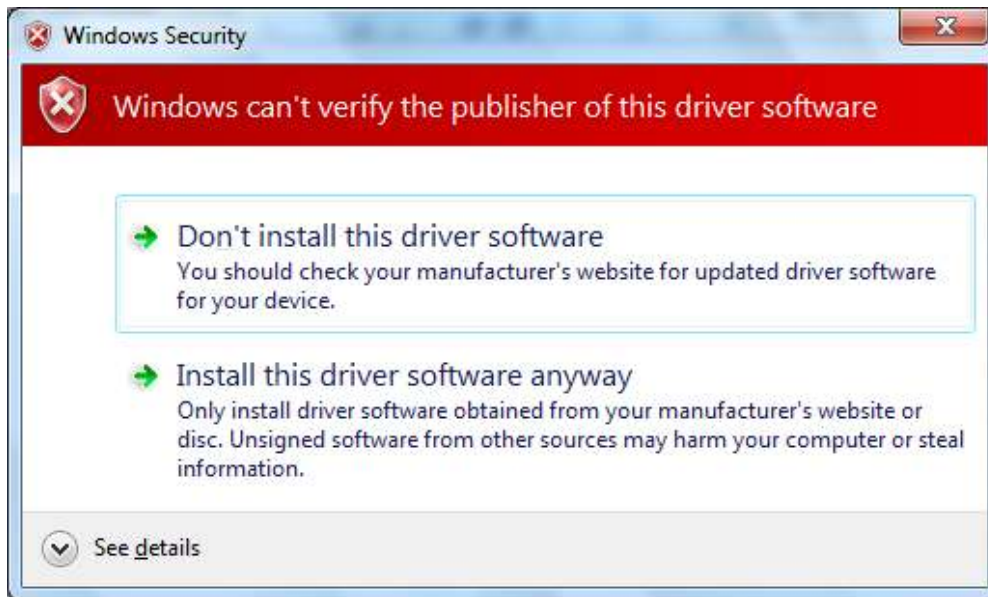 Windows Security
Windows can't verify the publisher of this driver software
Don't install this driver software
You should check your manufacturer's website for updated driver software
for your device.
Install this driver software anyway
Only install driver software obtained from your manufacturer's website or
disc. Unsigned software from other sources may harm your computer or steal
information.
See details